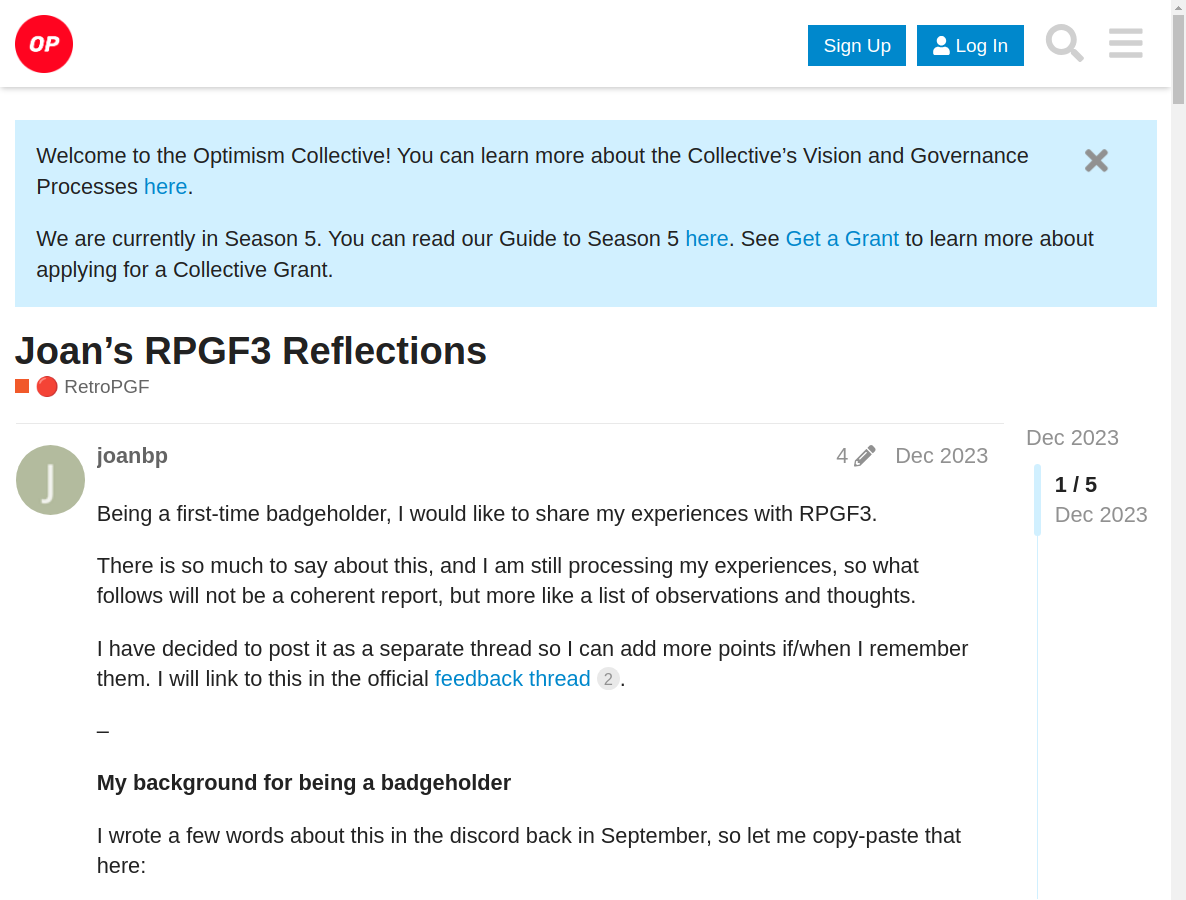 OP
Sign Up
Log In
Welcome to the Optimism Collective! You can learn more about the Collective’s Vision and Governance
Processes here.
We are currently in Season 5. You can read our Guide to Season 5 here. See Get a Grant to learn more about
applying for a Collective Grant.
Joan’s RPGF3 Reflections
RetroPGF
J
joanbp
4
Dec 2023
Dec 2023
1 / 5
Dec 2023
Being a first-time badgeholder, I would like to share my experiences with RPGF3.
There is so much to say about this, and I am still processing my experiences, so what
follows will not be a coherent report, but more like a list of observations and thoughts.
I have decided to post it as a separate thread so I can add more points if/when I remember
them. I will link to this in the official feedback thread 2.
–
My background for being a badgeholder
I wrote a few words about this in the discord back in September, so let me copy-paste that
here: